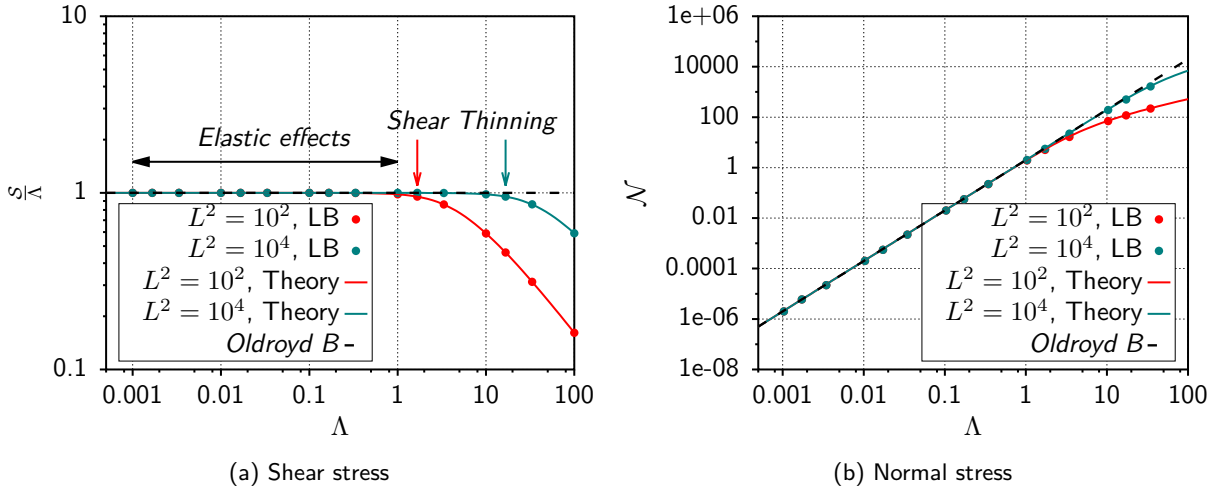 10
1
0.1
S/Λ
Elastic effects
Shear Thinning
L² = 10², LB
L² = 10⁴, LB
L² = 10², Theory
L² = 10⁴, Theory
Oldroyd B
0.001 0.01 0.1 1 10 100
Λ
(a) Shear stress
1e+06
10000
100
1
0.01
0.0001
1e-06
1e-08
𝒩
L² = 10², LB
L² = 10⁴, LB
L² = 10², Theory
L² = 10⁴, Theory
Oldroyd B
0.001 0.01 0.1 1 10 100
Λ
(b) Normal stress